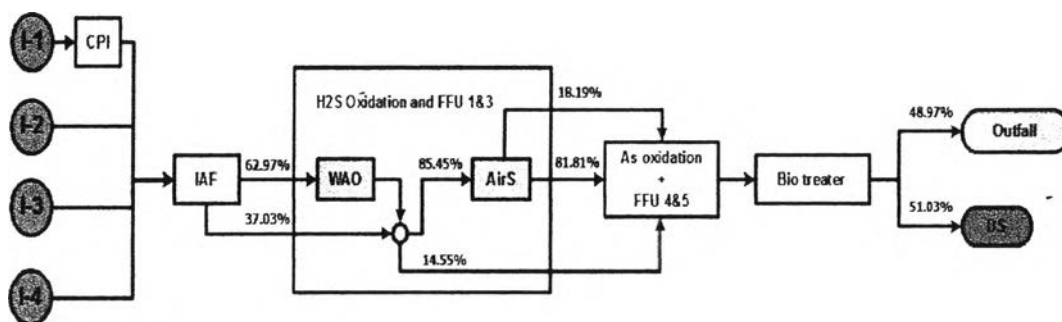 I-1
CPI
I-2
I-3
I-4
IAF
62.97%
37.03%
H2S Oxidation and FFU 1&3
WAO
85.45%
AirS
14.55%
18.19%
81.81%
As oxidation
+
FFU 4&5
Bio treater
48.97%
Outfall
51.03%
DS